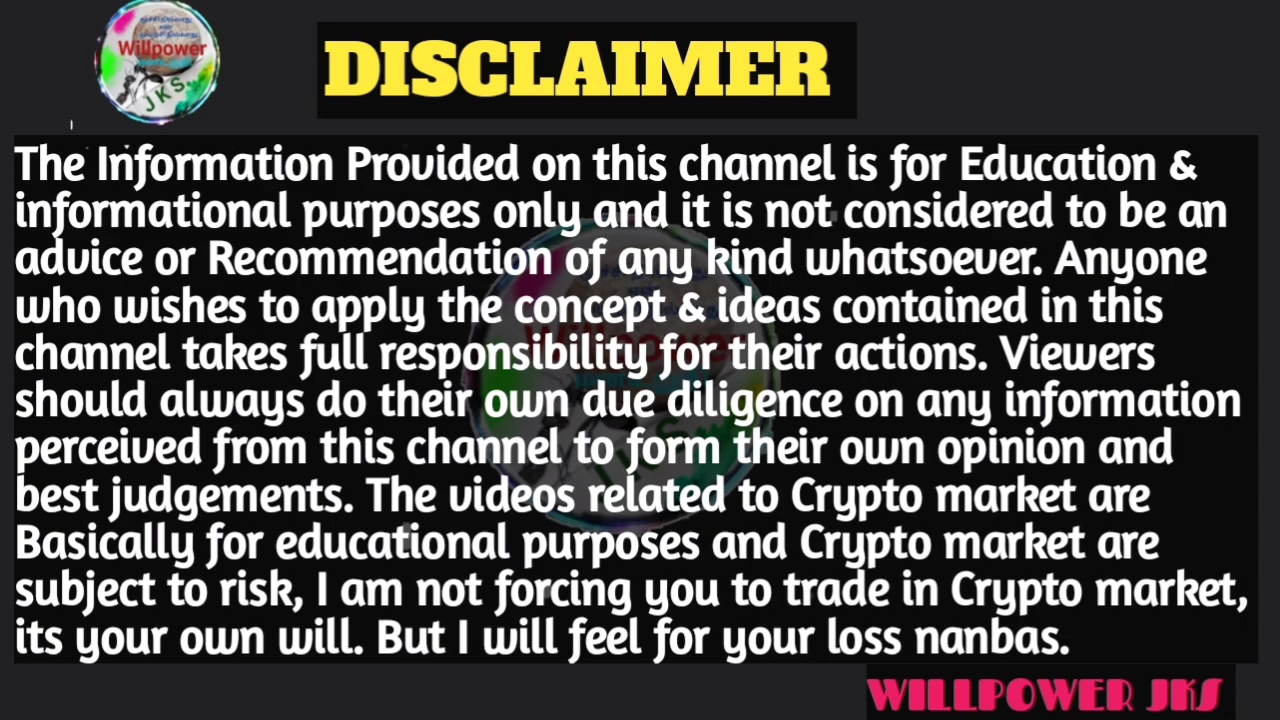 Willpower
JKS
DISCLAIMER
The Information Provided on this channel is for Education &
informational purposes only and it is not considered to be an
advice or Recommendation of any kind whatsoever. Anyone
who wishes to apply the concept & ideas contained in this
channel takes full responsibility for their actions. Viewers
should always do their own due diligence on any information
perceived from this channel to form their own opinion and
best judgements. The videos related to Crypto market are
Basically for educational purposes and Crypto market are
subject to risk, I am not forcing you to trade in Crypto market,
its your own will. But I will feel for your loss nanbas.
WILLPOWER JKS